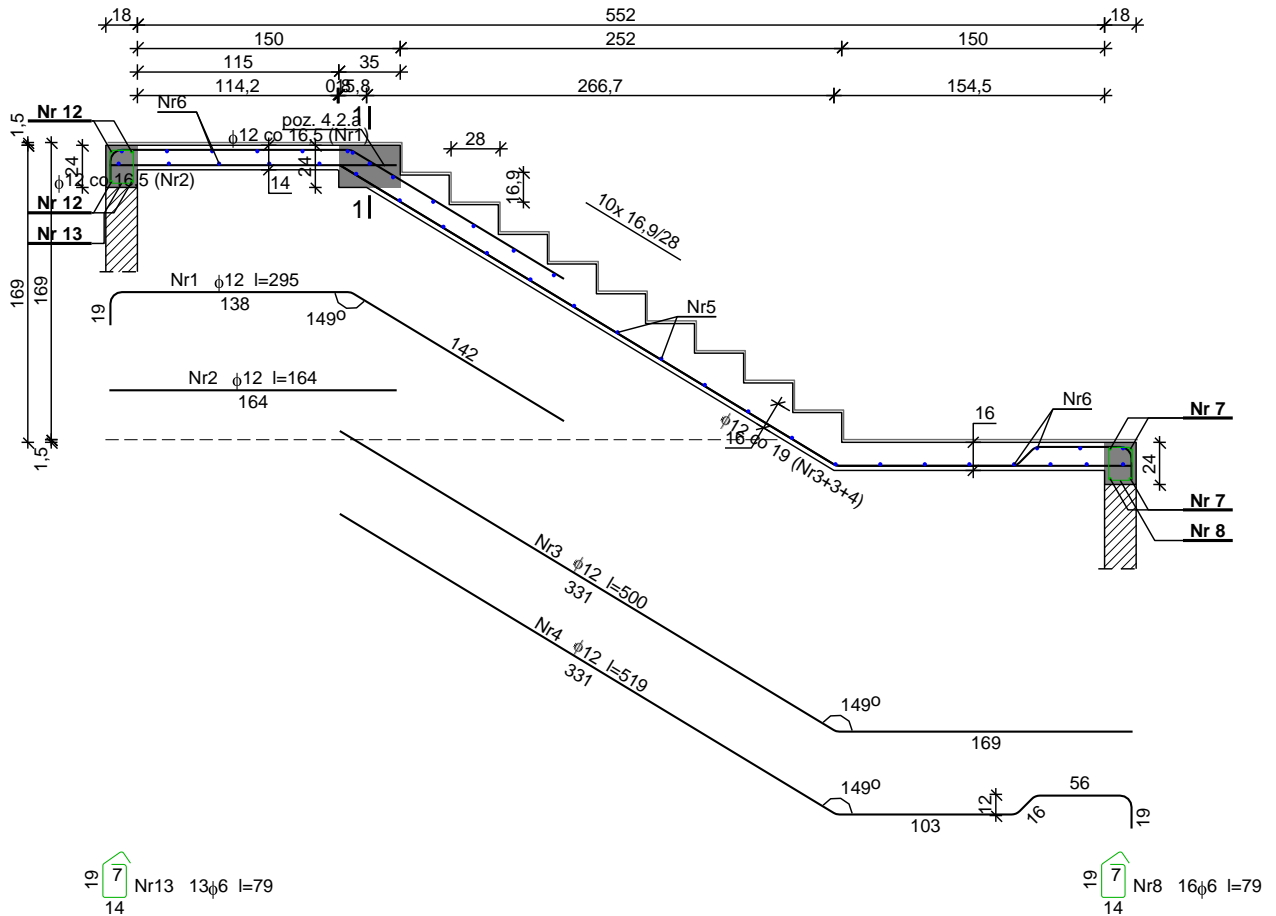 18 552 18
150 252 150
115 35
114,2 0,8 15,8 266,7 154,5
Nr6
1
Nr 12
1,5
poz. 4.2.a
ϕ12 co 16,5 (Nr1)
28
24
24
14
16,9
ϕ12 co 16,5 (Nr2)
Nr 12
1
10x 16,9/28
Nr 13
169
169
Nr1 ϕ12 l=295
138
19
149o
142
Nr5
Nr2 ϕ12 l=164
164
Nr6
16
Nr 7
16
ϕ12 co 19 (Nr3+3+4)
1,5
24
Nr 7
Nr 8
Nr3 ϕ12 l=500
331
Nr4 ϕ12 l=519
331
149o
169
149o
12
56
103
16
19
19
7
14
Nr13 13ϕ6 l=79
19
7
14
Nr8 16ϕ6 l=79